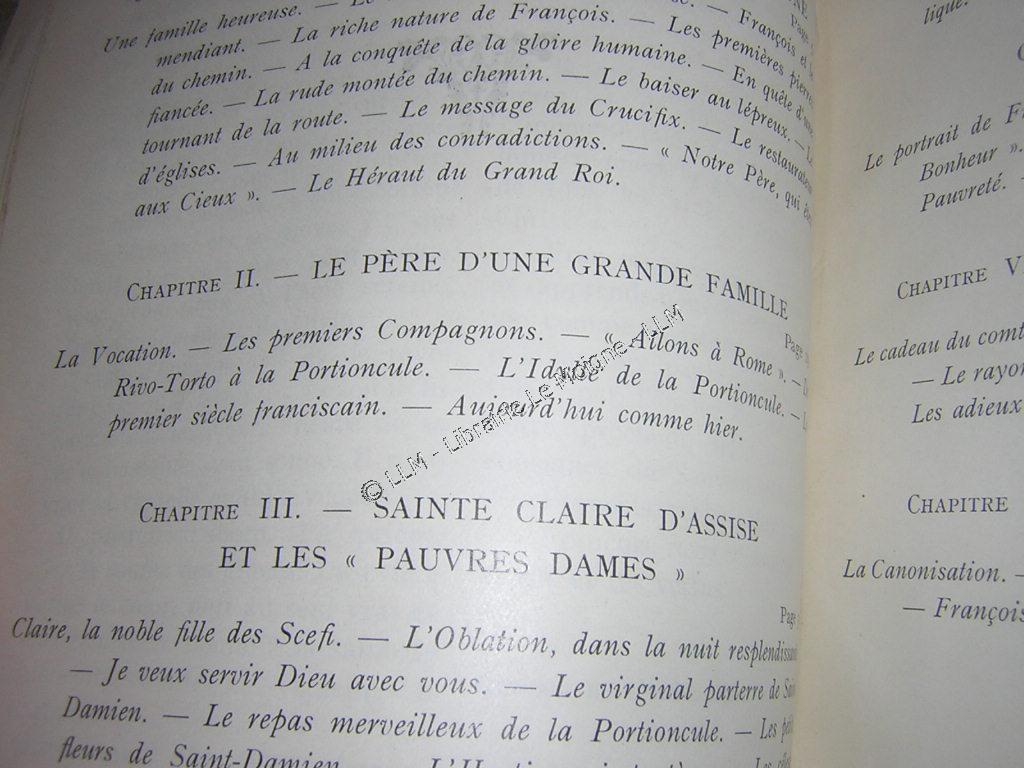 Une famille heureuse. — Le
mendiant. — La riche nature de François. — François et
du chemin. — A la conquête de la gloire humaine. — Les premières
fiancée. — La rude montée du chemin. — En quête
tournant de la route. — Le message du Crucifix. — Le baiser au lépreux. —
d'églises. — Au milieu des contradictions. — Le restaurateur
aux Cieux ». — Le Héraut du Grand Roi. — « Notre Père, qui
CHAPITRE II. — LE PÈRE D'UNE GRANDE FAMILLE
Page
La Vocation. — Les premiers Compagnons. — « Allons à Rome ». —
Rivo-Torto à la Portioncule. — L'Idylle de la Portioncule. —
premier siècle franciscain. — Aujourd'hui comme hier.
CHAPITRE III. — SAINTE CLAIRE D'ASSISE
ET LES « PAUVRES DAMES »
Page
Claire, la noble fille des Scefi. — L'Oblation, dans la nuit resplendissante
— Je veux servir Dieu avec vous. — Le virginal parterre de Saint
Damien. — Le repas merveilleux de la Portioncule. — Les
fleurs de Saint-Damien.
© LLM - Librairie Le Moigne - LLM
lique.
Le portrait de
Bonheur ».
Pauvreté. —
CHAPITRE V
Le cadeau du
— Le rayon
Les adieux
CHAPITRE
La Canonisation. —
— François